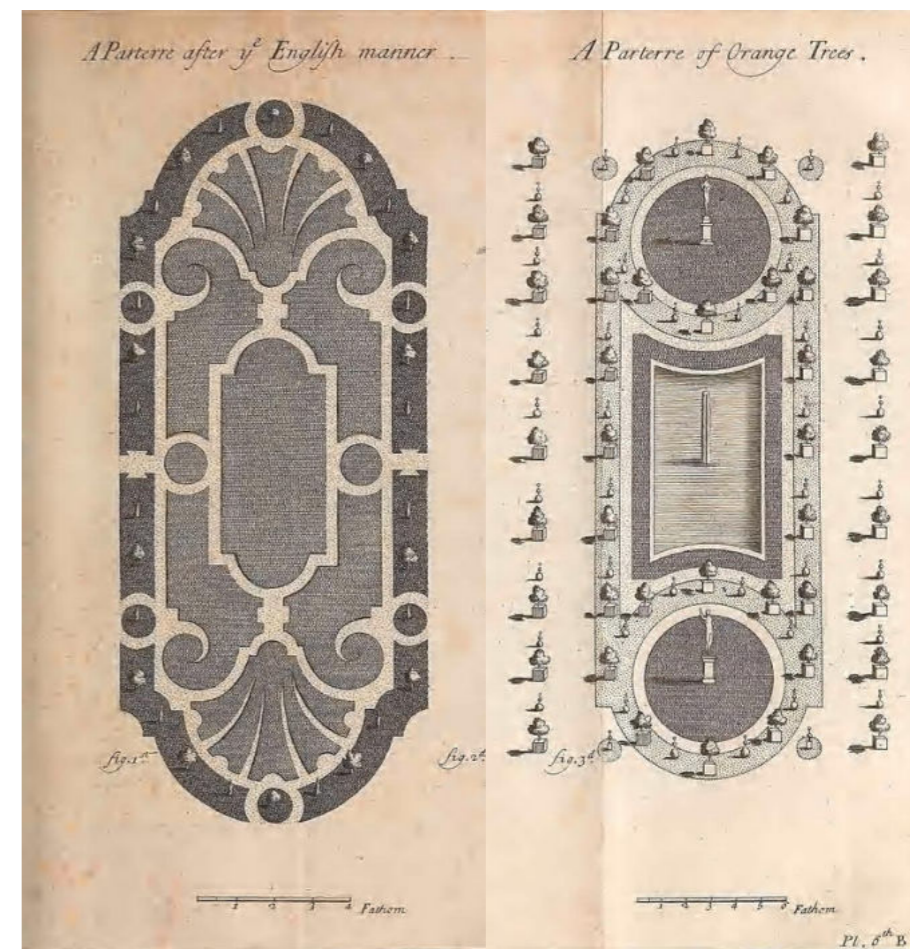 A Parterre after yᵉ Engliſh manner.
A Parterre of Orange Trees.
fig. 1ˢᵗ
fig. 2ᵈ
fig. 3ᵈ
1 2 3 4 Fathom
1 2 3 4 5 6 Fathom
Pl. 5ᵗʰ B.